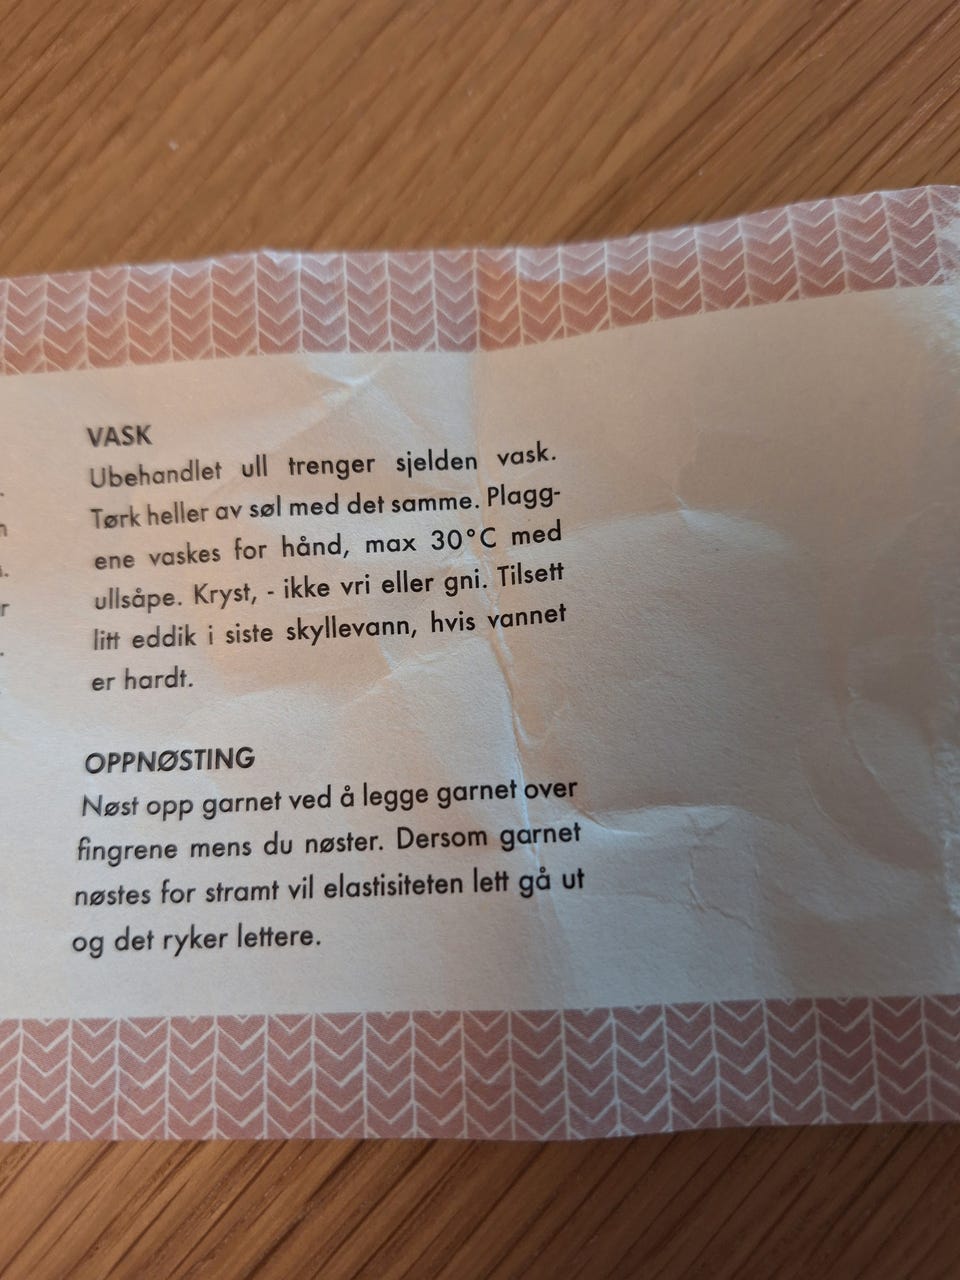 VASK
Ubehandlet ull trenger sjelden vask.
Tørk heller av søl med det samme. Plagg-
ene vaskes for hånd, max 30°C med
ullsåpe. Kryst, - ikke vri eller gni. Tilsett
litt eddik i siste skyllevann, hvis vannet
er hardt.
OPPNØSTING
Nøst opp garnet ved å legge garnet over
fingrene mens du nøster. Dersom garnet
nøstes for stramt vil elastisiteten lett gå ut
og det ryker lettere.